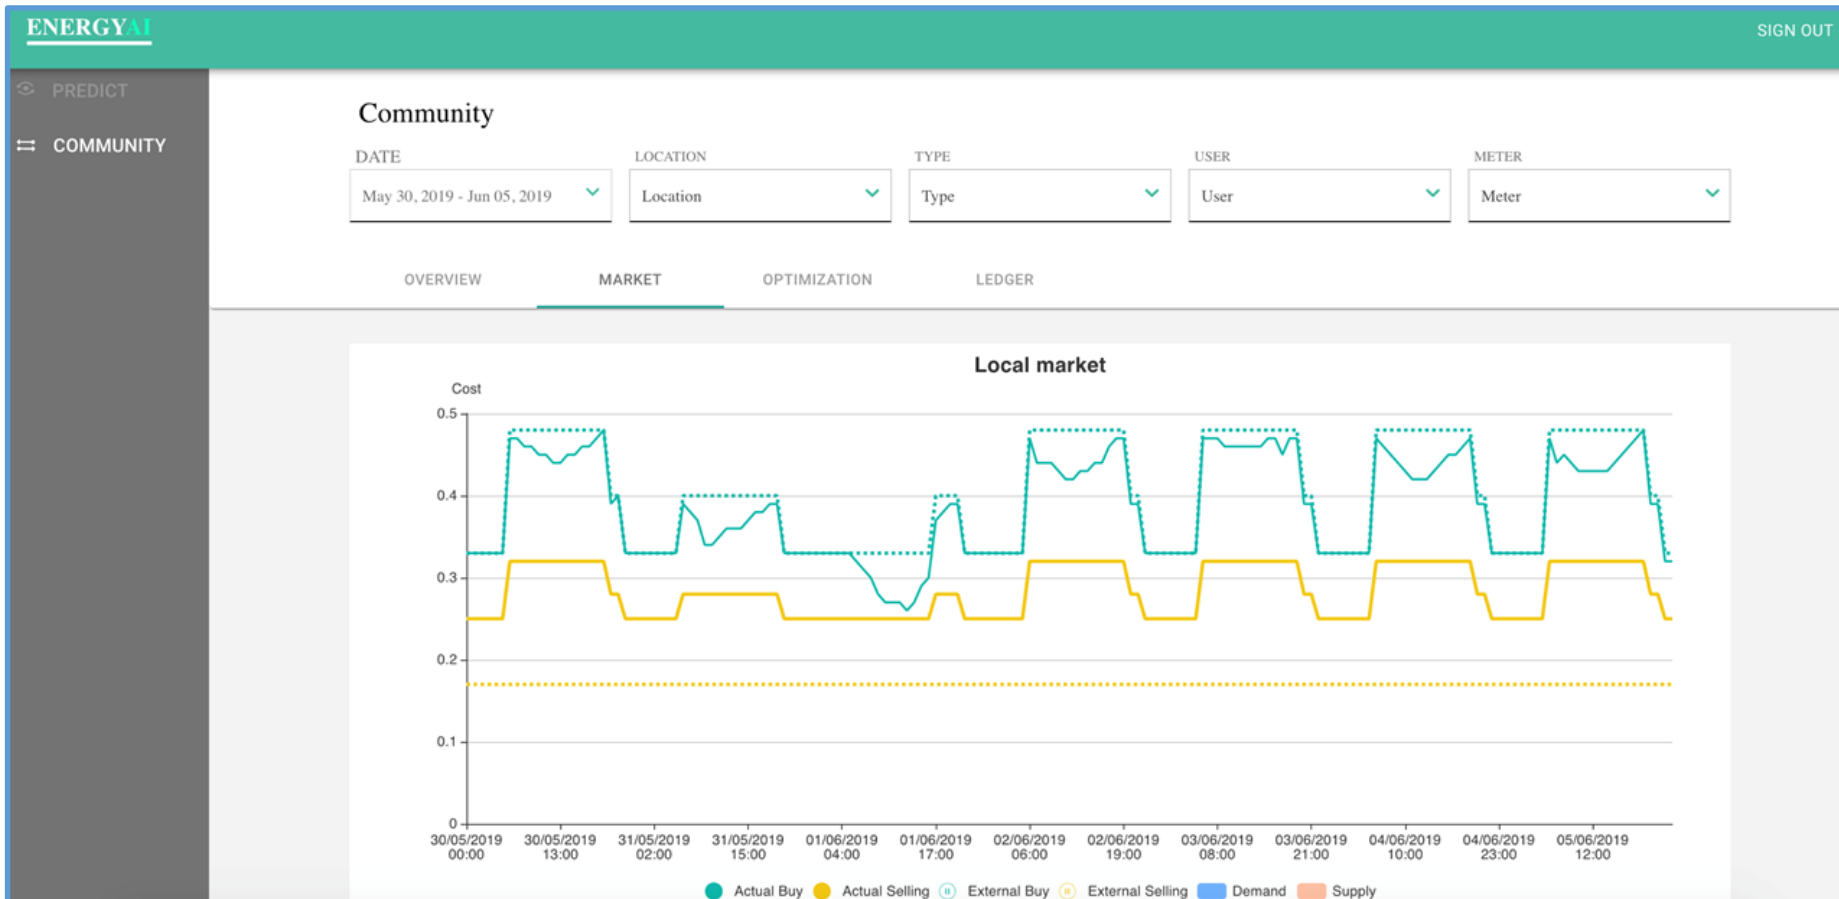 ENERGYAI
SIGN OUT
PREDICT
COMMUNITY
Community
DATE LOCATION TYPE USER METER
May 30, 2019 - Jun 05, 2019 Location Type User Meter
OVERVIEW MARKET OPTIMIZATION LEDGER
Local market
Cost
0.5
0.4
0.3
0.2
0.1
0
30/05/2019 30/05/2019 31/05/2019 31/05/2019 01/06/2019 01/06/2019 02/06/2019 02/06/2019 03/06/2019 03/06/2019 04/06/2019 04/06/2019 05/06/2019
00:00 13:00 02:00 15:00 04:00 17:00 06:00 19:00 08:00 21:00 10:00 23:00 12:00
Actual Buy Actual Selling External Buy External Selling Demand Supply